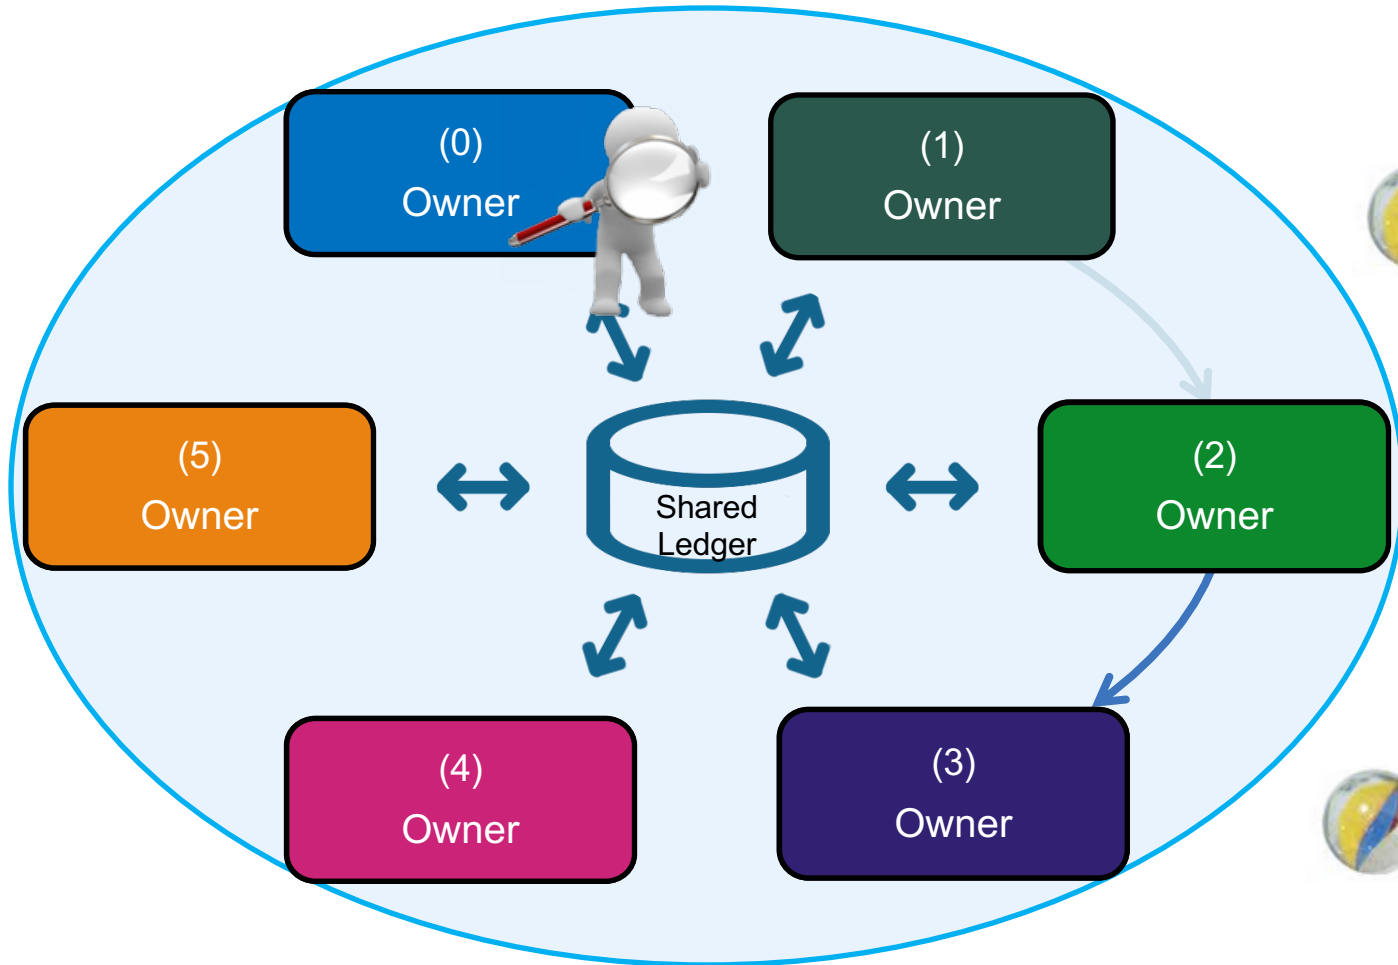 (0)
Owner
(1)
Owner
(5)
Owner
Shared
Ledger
(2)
Owner
(4)
Owner
(3)
Owner